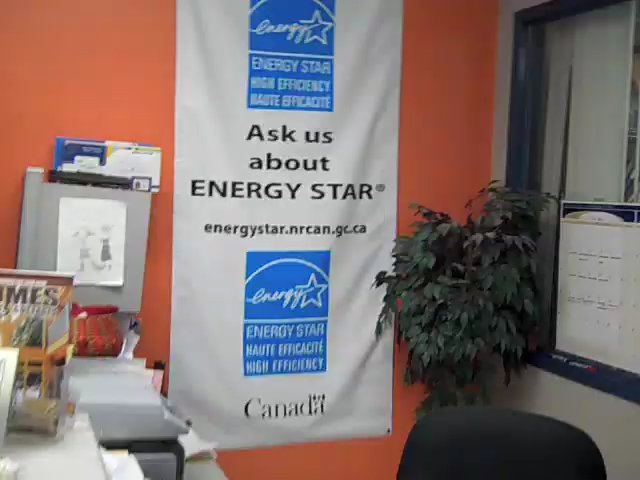 energy
ENERGY STAR
HIGH EFFICIENCY
HAUTE EFFICACITÉ
Ask us
about
ENERGY STAR®
energystar.nrcan.gc.ca
energy
ENERGY STAR
HAUTE EFFICACITÉ
HIGH EFFICIENCY
Canada